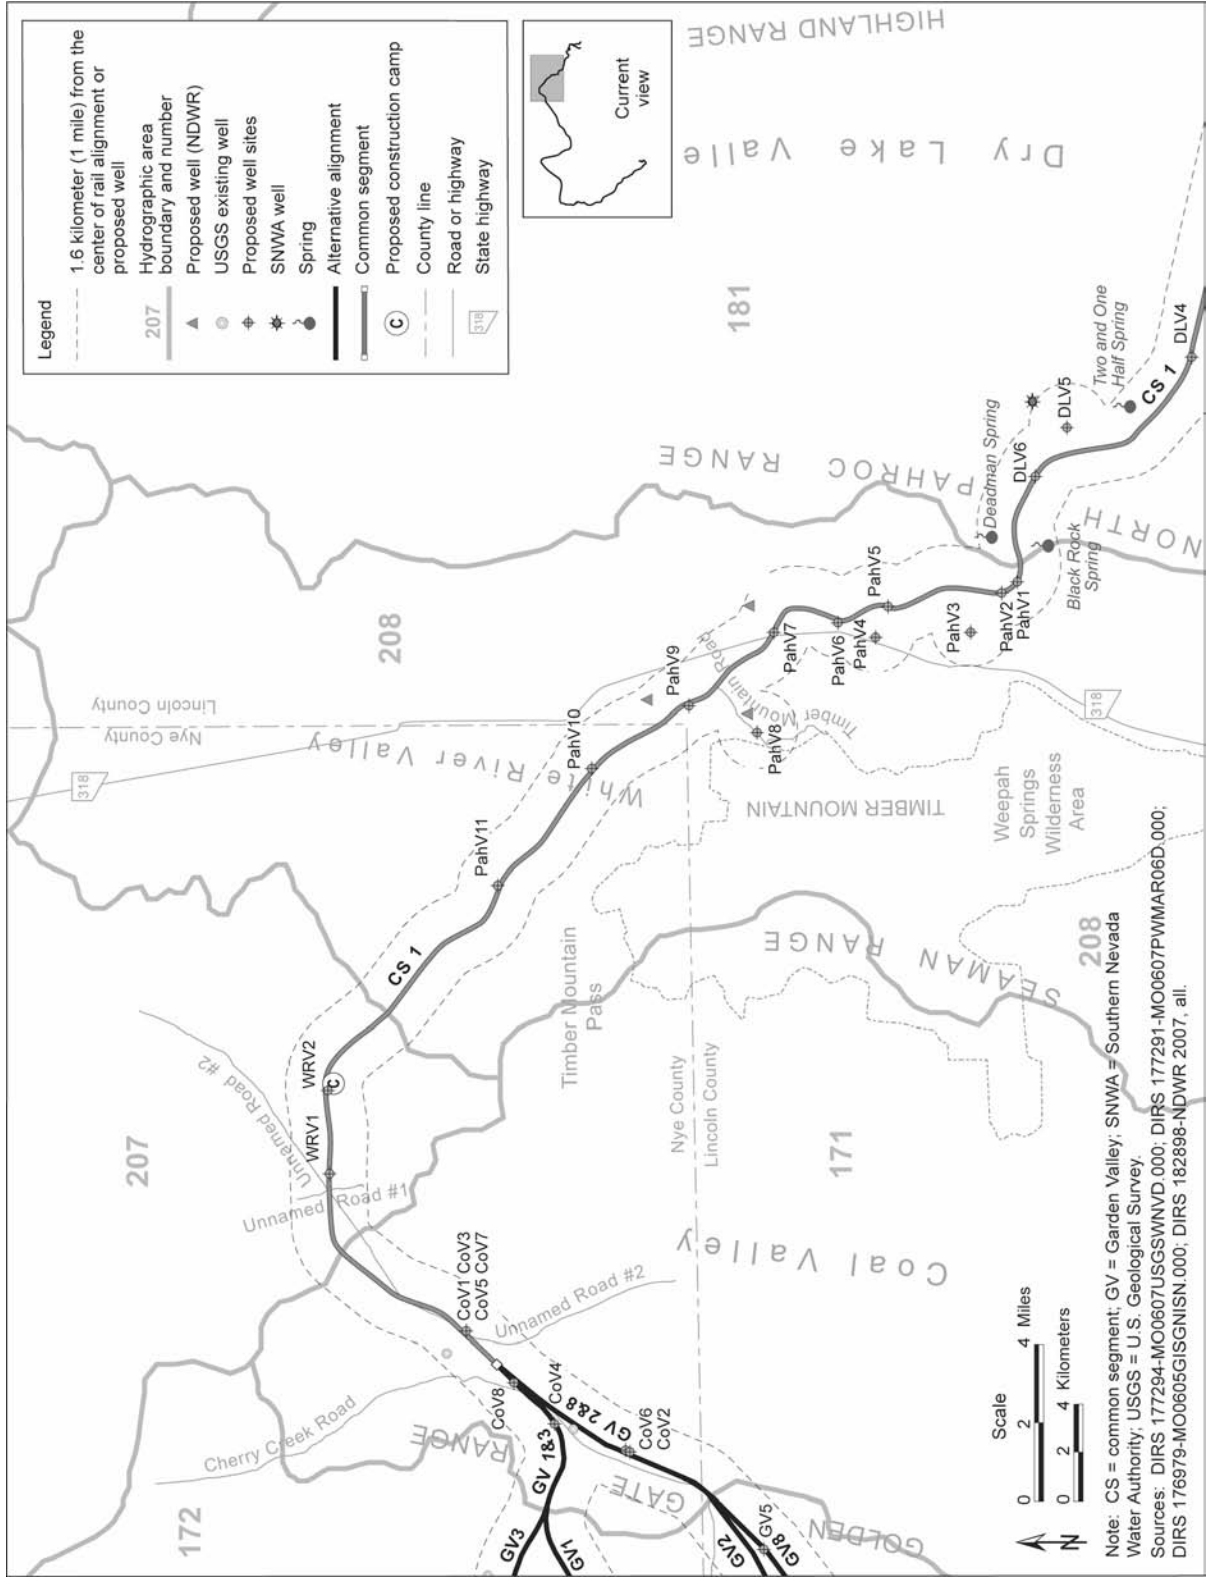 Legend
1.6 kilometer (1 mile) from the
center of rail alignment or
proposed well
207
Hydrographic area
boundary and number
Proposed well (NDWR)
USGS existing well
Proposed well sites
SNWA well
Spring
Alternative alignment
Common segment
C
Proposed construction camp
County line
Road or highway
318
State highway
Current
view
172
207
208
181
171
208
HIGHLAND RANGE
Dry Lake Valle
NORTH PAHROC RANGE
White River Valley
Nye County
Lincoln County
318
318
Cherry Creek Road
Unnamed Road #1
Unnamed Road #2
Unnamed Road #2
WRV1
WRV2
C
CS 1
PahV11
PahV10
PahV9
PahV8
PahV7
PahV6
PahV4
PahV5
PahV3
PahV2
PahV1
Timber Mountain Road
Deadman Spring
Black Rock
Spring
DLV6
DLV5
Two and One
Half Spring
CS 1
DLV4
Timber Mountain
Pass
TIMBER MOUNTAIN
Weepah
Springs
Wilderness
Area
SEAMAN RANGE
Nye County
Lincoln County
Coal Valley
CoV1 CoV3
CoV5 CoV7
CoV8
CoV4
GV 2&8
CoV6
CoV2
GV 1&3
GV3
GV1
GV2
GV5
GV8
GOLDEN GATE RANGE
N
Scale
0 2 4 Miles
0 2 4 Kilometers
Note: CS = common segment; GV = Garden Valley; SNWA = Southern Nevada
Water Authority; USGS = U.S. Geological Survey.
Sources: DIRS 177294-MO0607USGSWNVD.000; DIRS 177291-MO0607PWMAR06D.000;
DIRS 176979-MO0605GISGNISN.000; DIRS 182898-NDWR 2007, all.